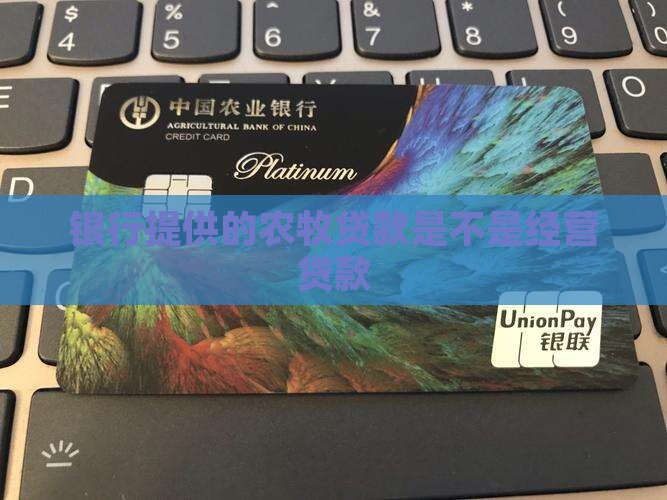 $ % ^ & * (
4 5 6 7 8 9
E O
中国农业银行
AGRICULTURAL BANK OF CHINA
CREDIT CARD
Platinum
D
银行提供的农牧贷款是不是经营
贷款
UnionPay
银联